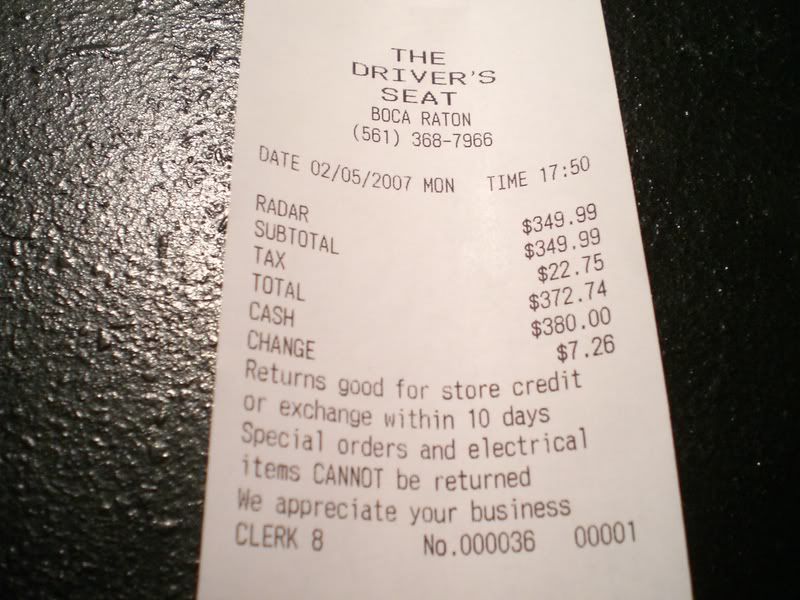 THE
DRIVER'S
SEAT
BOCA RATON
(561) 368-7966
DATE 02/05/2007 MON TIME 17:50
RADAR $349.99
SUBTOTAL $349.99
TAX $22.75
TOTAL $372.74
CASH $380.00
CHANGE $7.26
Returns good for store credit
or exchange within 10 days
Special orders and electrical
items CANNOT be returned
We appreciate your business
CLERK 8 No.000036 00001